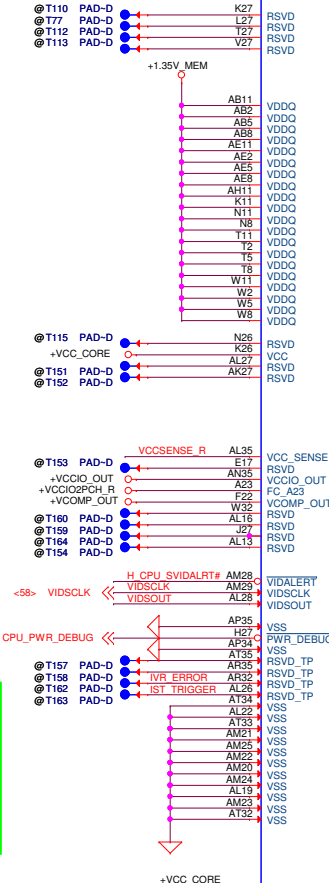 @T110 PAD~D K27 RSVD
@T77 PAD~D L27 RSVD
@T112 PAD~D T27 RSVD
@T113 PAD~D V27 RSVD
+1.35V_MEM
AB11 VDDQ
AB2 VDDQ
AB5 VDDQ
AB8 VDDQ
AE11 VDDQ
AE2 VDDQ
AE5 VDDQ
AE8 VDDQ
AH11 VDDQ
K11 VDDQ
N11 VDDQ
N8 VDDQ
T11 VDDQ
T2 VDDQ
T5 VDDQ
T8 VDDQ
W11 VDDQ
W2 VDDQ
W5 VDDQ
W8 VDDQ
@T115 PAD~D N26 RSVD
+VCC_CORE K26 VCC
@T151 PAD~D AL27 RSVD
@T152 PAD~D AK27 RSVD
VCCSENSE_R AL35 VCC_SENSE
@T153 PAD~D E17 RSVD
+VCCIO_OUT AN35 VCCIO_OUT
+VCCIO2PCH_R A23 FC_A23
+VCOMP_OUT F22 VCOMP_OUT
@T160 PAD~D W32 RSVD
@T159 PAD~D AL16 RSVD
@T164 PAD~D J27 RSVD
@T154 PAD~D AL13 RSVD
H_CPU_SVIDALRT# AM28 VIDALERT
<58> VIDSCLK VIDSCLK AM29 VIDSCLK
VIDSOUT AL28 VIDSOUT
AP35 VSS
CPU_PWR_DEBUG H27 PWR_DEBUG
AP34 VSS
@T157 PAD~D AT35 RSVD_TP
@T158 PAD~D AR35 RSVD_TP
@T162 PAD~D IVR_ERROR AR32 RSVD_TP
@T163 PAD~D IST_TRIGGER AL26 RSVD_TP
AT34 VSS
AL22 VSS
AT33 VSS
AM21 VSS
AM25 VSS
AM22 VSS
AM20 VSS
AM24 VSS
AL19 VSS
AM23 VSS
AT32 VSS
+VCC_CORE